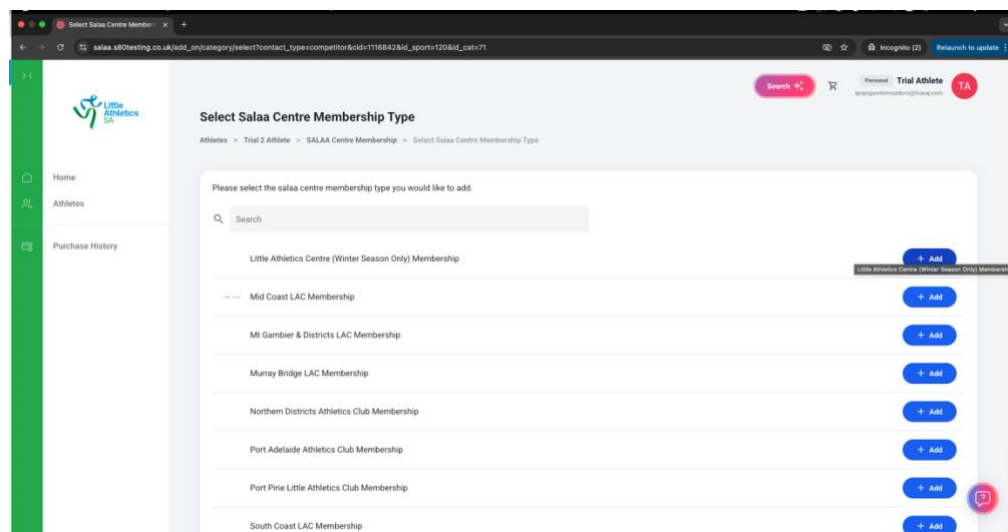 Select Salaa Centre Member
salaa.s80testing.co.uk/add_on/category/select?contact_type=competitor&cid=1116842&id_sport=120&id_cat=71
Incognito (2)
Relaunch to update
Little
Athletics
SA
Search
Personal Trial Athlete
TA
Select Salaa Centre Membership Type
Athletes > Trial 2 Athlete > SALAA Centre Membership > Select Salaa Centre Membership Type
Home
Athletes
Purchase History
Please select the salaa centre membership type you would like to add.
Search
Little Athletics Centre (Winter Season Only) Membership
+ Add
Little Athletics Centre (Winter Season Only) Membersh
Mid Coast LAC Membership
+ Add
Mt Gambier & Districts LAC Membership
+ Add
Murray Bridge LAC Membership
+ Add
Northern Districts Athletics Club Membership
+ Add
Port Adelaide Athletics Club Membership
+ Add
Port Pirie Little Athletics Club Membership
+ Add
South Coast LAC Membership
+ Add